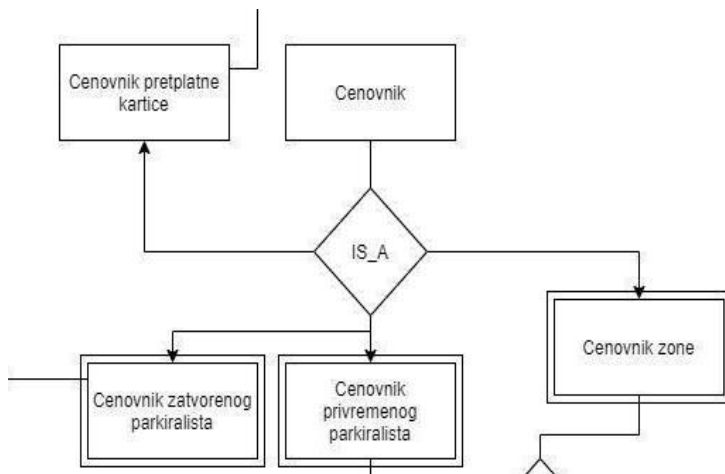 Cenovnik pretplatne
kartice
Cenovnik
IS_A
Cenovnik zone
Cenovnik zatvorenog
parkiralista
Cenovnik
privremenog
parkiralista